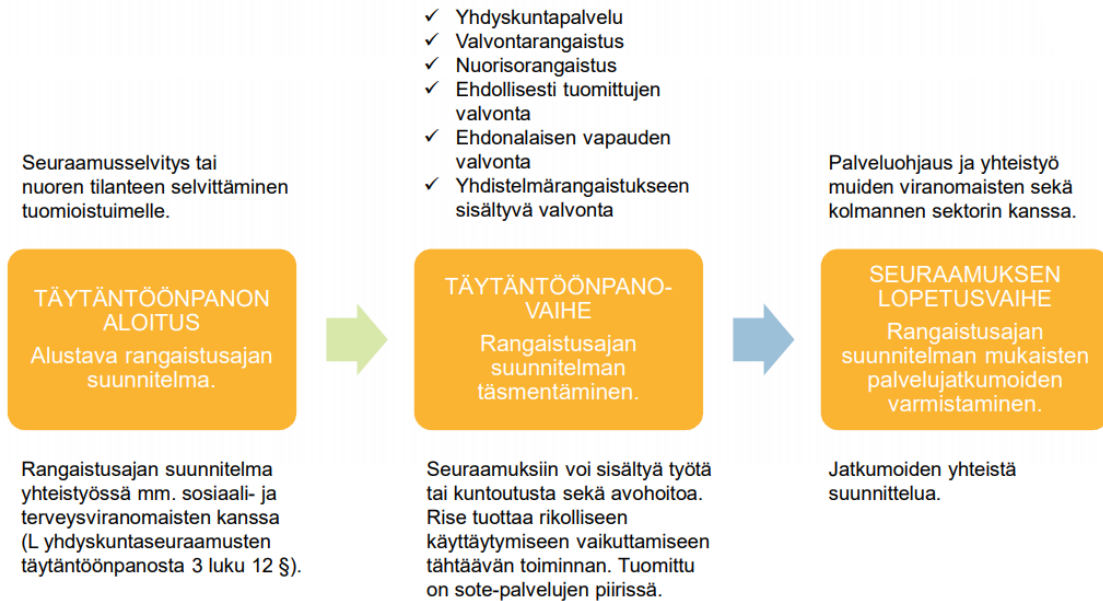 Seuraamusselvitys tai
nuoren tilanteen selvittäminen
tuomioistuimelle.
TÄYTÄNTÖÖNPANON
ALOITUS
Alustava rangaistusajan
suunnitelma.
Rangaistusajan suunnitelma
yhteistyössä mm. sosiaali- ja
terveysviranomaisten kanssa
(L yhdyskuntaseuraamusten
täytäntöönpanosta 3 luku 12 §).
✓ Yhdyskuntapalvelu
✓ Valvontarangaistus
✓ Nuorisorangaistus
✓ Ehdollisesti tuomittujen
valvonta
✓ Ehdonalaisen vapauden
valvonta
✓ Yhdistelmärangaistukseen
sisältyvä valvonta
TÄYTÄNTÖÖNPANO-
VAIHE
Rangaistusajan
suunnitelman
täsmentäminen.
Seuraamuksiin voi sisältyä työtä
tai kuntoutusta sekä avohoitoa.
Rise tuottaa rikolliseen
käyttäytymiseen vaikuttamiseen
tähtäävän toiminnan. Tuomittu
on sote-palvelujen piirissä.
Palveluohjaus ja yhteistyö
muiden viranomaisten sekä
kolmannen sektorin kanssa.
SEURAAMUKSEN
LOPETUSVAIHE
Rangaistusajan
suunnitelman mukaisten
palvelujatkumoiden
varmistaminen.
Jatkumoiden yhteistä
suunnittelua.